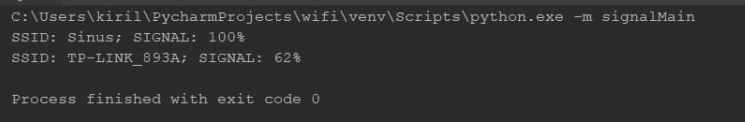 C:\Users\kiril\PycharmProjects\wifi\venv\Scripts\python.exe -m signalMain
SSID: Sinus; SIGNAL: 100%
SSID: TP-LINK_893A; SIGNAL: 62%
Process finished with exit code 0